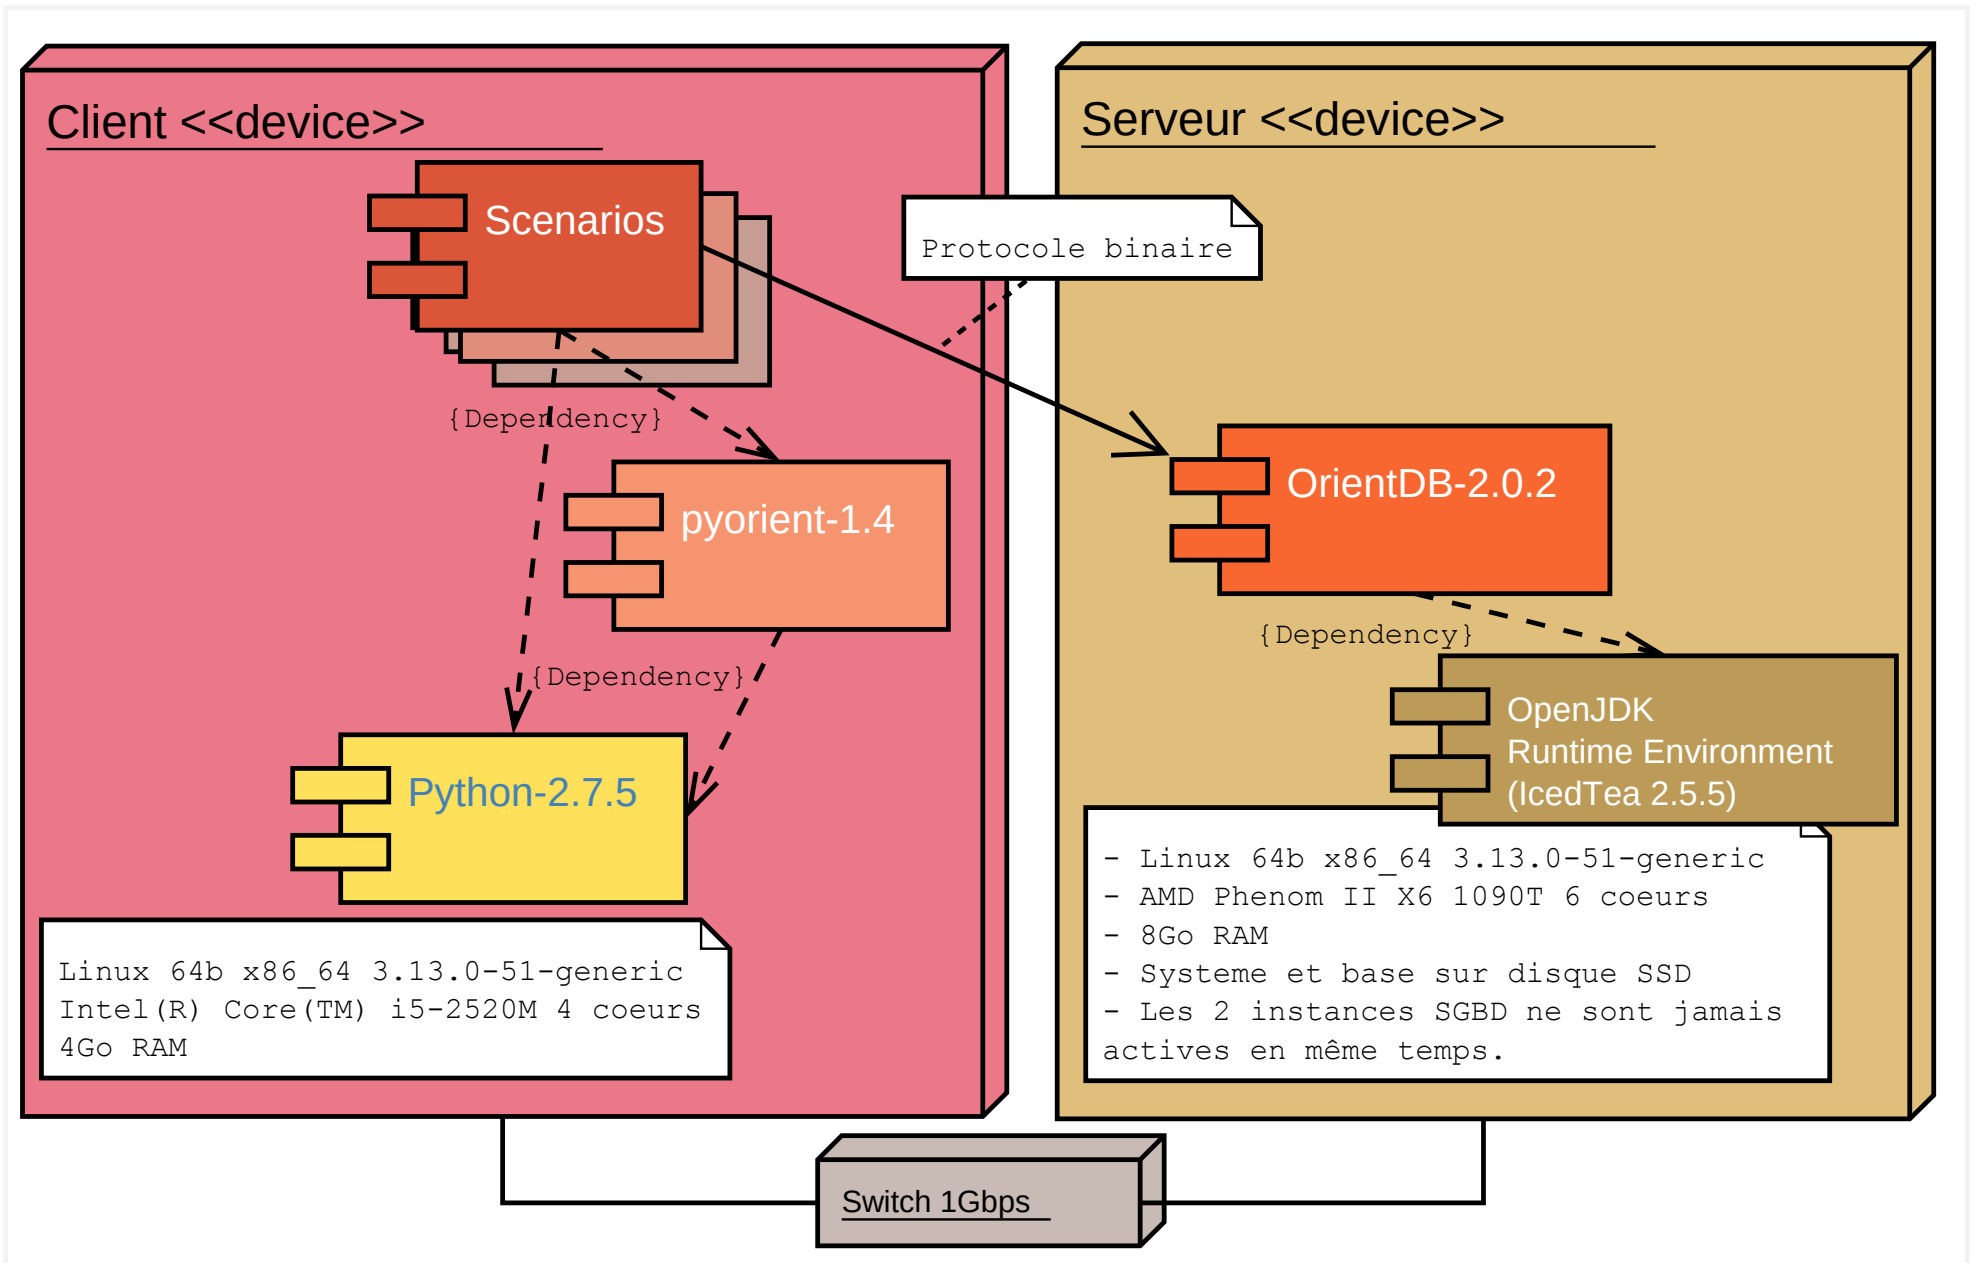 Client <<device>>
Scenarios
{Dependency}
pyorient-1.4
{Dependency}
Python-2.7.5
Linux 64b x86_64 3.13.0-51-generic
Intel(R) Core(TM) i5-2520M 4 coeurs
4Go RAM
Protocole binaire
Serveur <<device>>
OrientDB-2.0.2
{Dependency}
OpenJDK
Runtime Environment
(IcedTea 2.5.5)
- Linux 64b x86_64 3.13.0-51-generic
- AMD Phenom II X6 1090T 6 coeurs
- 8Go RAM
- Systeme et base sur disque SSD
- Les 2 instances SGBD ne sont jamais
actives en même temps.
Switch 1Gbps